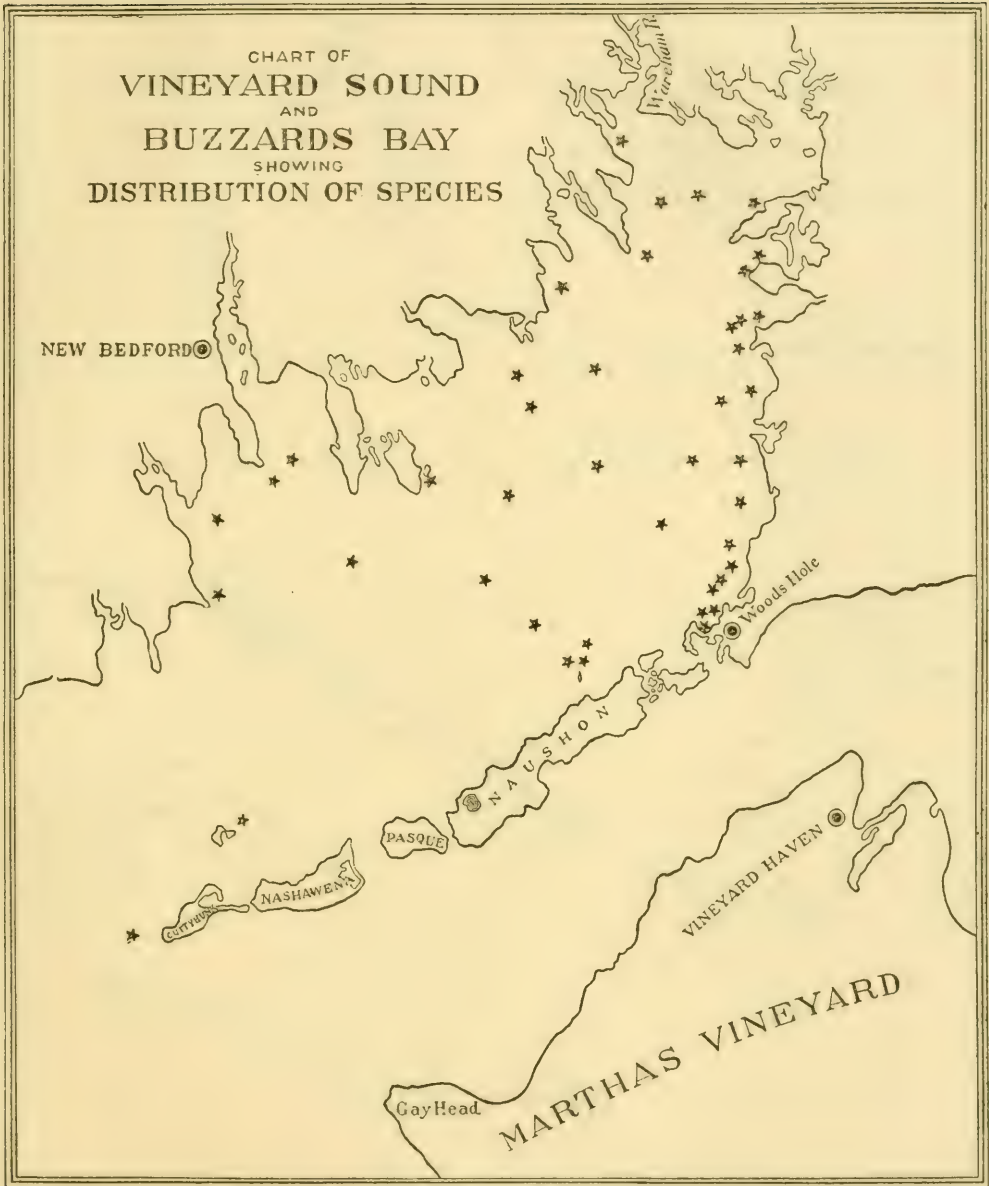 CHART OF
VINEYARD SOUND
AND
BUZZARDS BAY
SHOWING
DISTRIBUTION OF SPECIES
Wareham R.
NEW BEDFORD
Woods Hole
NAUSHON
PASQUE
NASHAWENA
CUTTYHUNK
VINEYARD HAVEN
MARTHAS VINEYARD
Gay Head